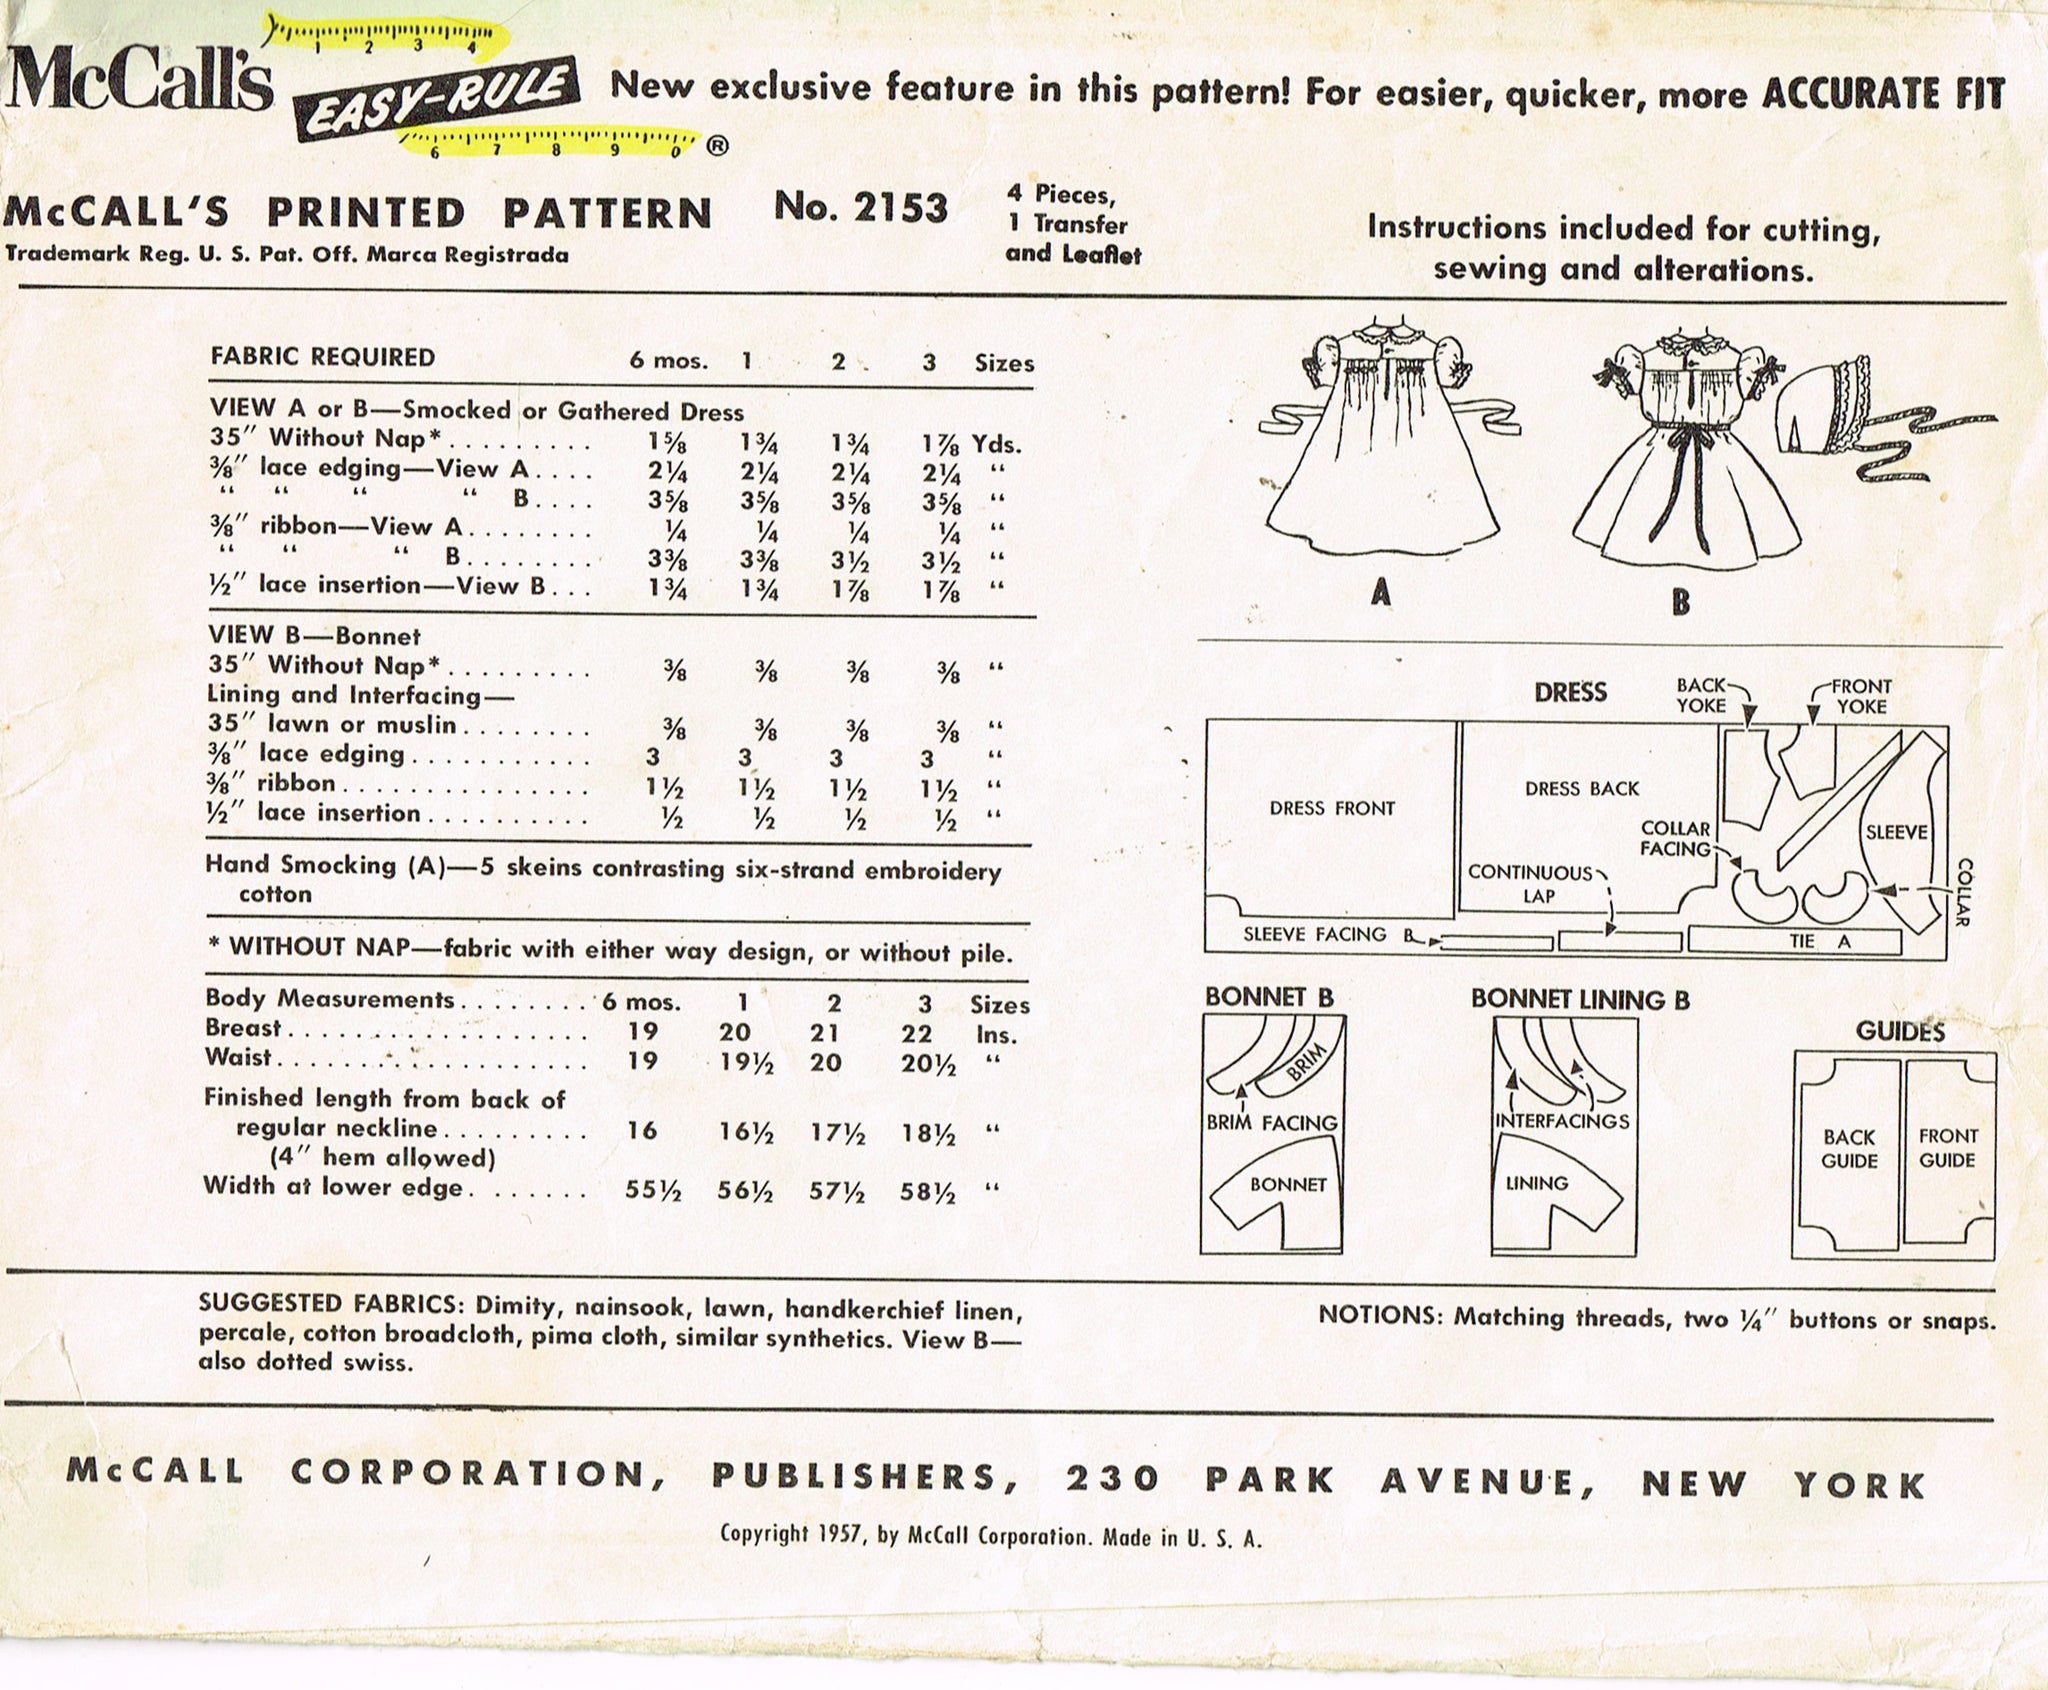 McCall's
1 2 3 4
EASY-RULE
6 7 8 9 0 ®
New exclusive feature in this pattern! For easier, quicker, more ACCURATE FIT
McCALL'S PRINTED PATTERN No. 2153
Trademark Reg. U. S. Pat. Off. Marca Registrada
4 Pieces,
1 Transfer
and Leaflet
Instructions included for cutting,
sewing and alterations.
FABRIC REQUIRED 6 mos. 1 2 3 Sizes
VIEW A or B—Smocked or Gathered Dress
35″ Without Nap*......... 1⅝ 1¾ 1¾ 1⅞ Yds.
⅜″ lace edging—View A.... 2¼ 2¼ 2¼ 2¼ “
“ “ “ “ B.... 3⅝ 3⅝ 3⅝ 3⅝ “
⅜″ ribbon—View A........ ¼ ¼ ¼ ¼ “
“ “ “ B........ 3⅜ 3⅜ 3½ 3½ “
½″ lace insertion—View B... 1¾ 1¾ 1⅞ 1⅞ “
VIEW B—Bonnet
35″ Without Nap*......... ⅜ ⅜ ⅜ ⅜ “
Lining and Interfacing—
35″ lawn or muslin........ ⅜ ⅜ ⅜ ⅜ “
⅜″ lace edging........... 3 3 3 3 “
⅜″ ribbon............... 1½ 1½ 1½ 1½ “
½″ lace insertion.......... ½ ½ ½ ½ “
Hand Smocking (A)—5 skeins contrasting six-strand embroidery
cotton
* WITHOUT NAP—fabric with either way design, or without pile.
Body Measurements........ 6 mos. 1 2 3 Sizes
Breast.................. 19 20 21 22 Ins.
Waist................... 19 19½ 20 20½ “
Finished length from back of
regular neckline......... 16 16½ 17½ 18½ “
(4″ hem allowed)
Width at lower edge....... 55½ 56½ 57½ 58½ “
A
B
DRESS
BACK
YOKE
FRONT
YOKE
DRESS FRONT
DRESS BACK
COLLAR
FACING
SLEEVE
COLLAR
CONTINUOUS
LAP
SLEEVE FACING B
TIE A
BONNET B
BRIM
BRIM FACING
BONNET
BONNET LINING B
INTERFACINGS
LINING
GUIDES
BACK
GUIDE
FRONT
GUIDE
SUGGESTED FABRICS: Dimity, nainsook, lawn, handkerchief linen,
percale, cotton broadcloth, pima cloth, similar synthetics. View B—
also dotted swiss.
NOTIONS: Matching threads, two ¼″ buttons or snaps.
McCALL CORPORATION, PUBLISHERS, 230 PARK AVENUE, NEW YORK
Copyright 1957, by McCall Corporation. Made in U. S. A.